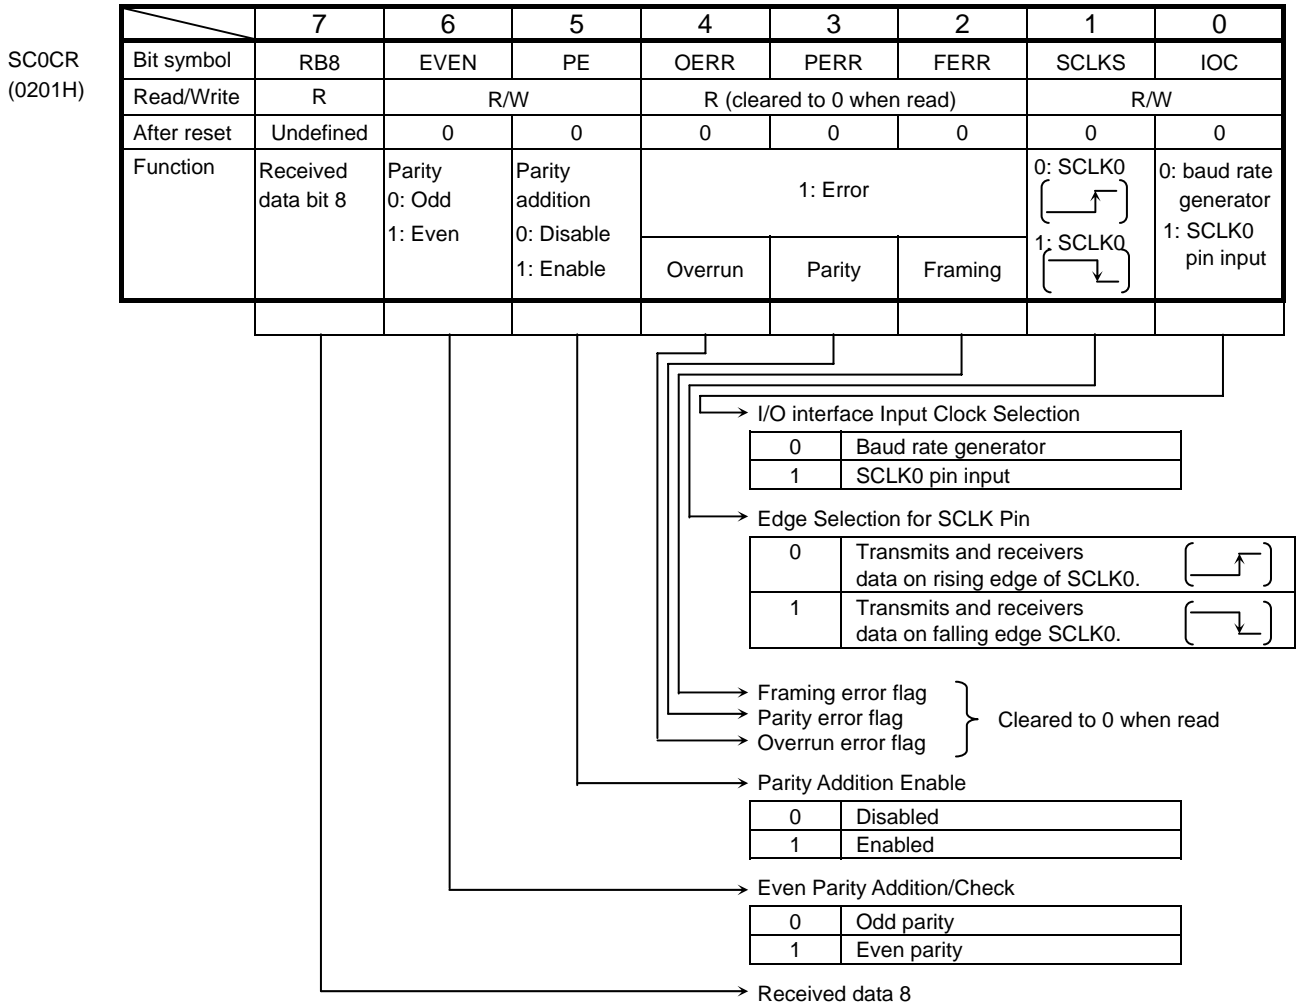 7 6 5 4 3 2 1 0
SC0CR
(0201H)
Bit symbol RB8 EVEN PE OERR PERR FERR SCLKS IOC
Read/Write R R/W R (cleared to 0 when read) R/W
After reset Undefined 0 0 0 0 0 0 0
Function
Received
data bit 8
Parity
0: Odd
1: Even
Parity
addition
0: Disable
1: Enable
1: Error
Overrun Parity Framing
0: SCLK0
1: SCLK0
0: baud rate
generator
1: SCLK0
pin input
I/O interface Input Clock Selection
0 Baud rate generator
1 SCLK0 pin input
Edge Selection for SCLK Pin
0 Transmits and receivers
data on rising edge of SCLK0.
1 Transmits and receivers
data on falling edge SCLK0.
Framing error flag
Parity error flag
Overrun error flag
Cleared to 0 when read
Parity Addition Enable
0 Disabled
1 Enabled
Even Parity Addition/Check
0 Odd parity
1 Even parity
Received data 8